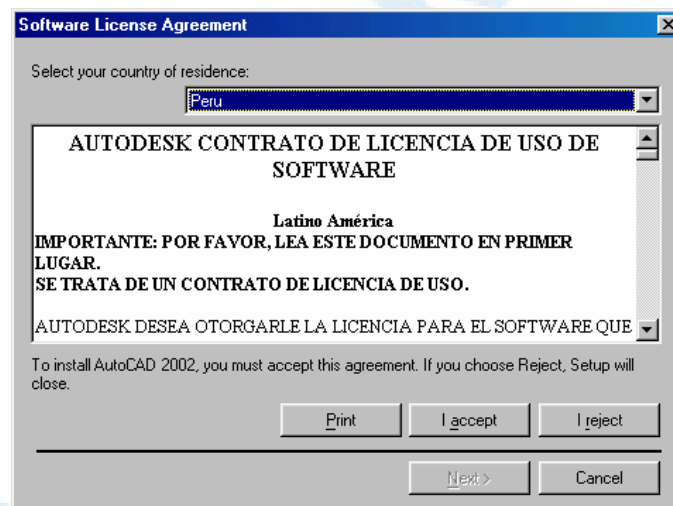 Software License Agreement
Select your country of residence:
Peru
AUTODESK CONTRATO DE LICENCIA DE USO DE
SOFTWARE
Latino América
IMPORTANTE: POR FAVOR, LEA ESTE DOCUMENTO EN PRIMER
LUGAR.
SE TRATA DE UN CONTRATO DE LICENCIA DE USO.
AUTODESK DESEA OTORGARLE LA LICENCIA PARA EL SOFTWARE QUE
To install AutoCAD 2002, you must accept this agreement. If you choose Reject, Setup will
close.
Print
I accept
I reject
Next >
Cancel